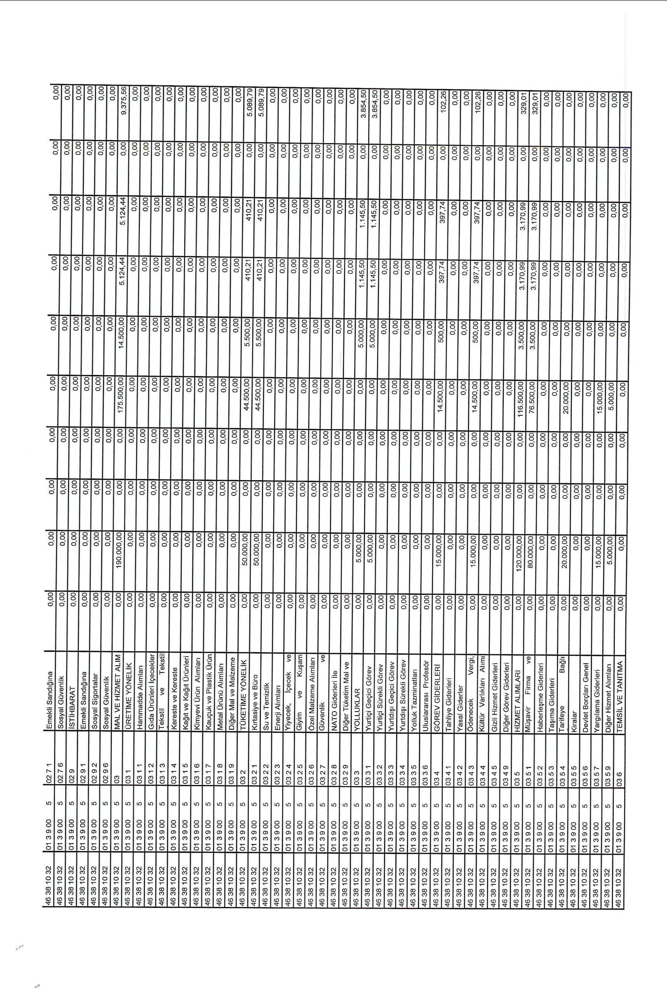 46 38 10 32 01 3 9 00 5 02 7 1 Emekli Sandığına 0,00 0,00 0,00 0,00 0,00 0,00 0,00 0,00 0,00 0,00
46 38 10 32 01 3 9 00 5 02 7 6 Sosyal Güvenlik 0,00 0,00 0,00 0,00 0,00 0,00 0,00 0,00 0,00 0,00
46 38 10 32 01 3 9 00 5 02 9 İSTİHBARAT 0,00 0,00 0,00 0,00 0,00 0,00 0,00 0,00 0,00 0,00
46 38 10 32 01 3 9 00 5 02 9 1 Emekli Sandığına 0,00 0,00 0,00 0,00 0,00 0,00 0,00 0,00 0,00 0,00
46 38 10 32 01 3 9 00 5 02 9 2 Sosyal Sigortalar 0,00 0,00 0,00 0,00 0,00 0,00 0,00 0,00 0,00 0,00
46 38 10 32 01 3 9 00 5 02 9 6 Sosyal Güvenlik 0,00 0,00 0,00 0,00 0,00 0,00 0,00 0,00 0,00 0,00
46 38 10 32 01 3 9 00 5 03 MAL VE HİZMET ALIM 0,00 190.000,00 0,00 0,00 175.500,00 14.500,00 5.124,44 5.124,44 0,00 9.375,56
46 38 10 32 01 3 9 00 5 03 1 ÜRETİME YÖNELİK 0,00 0,00 0,00 0,00 0,00 0,00 0,00 0,00 0,00 0,00
46 38 10 32 01 3 9 00 5 03 1 1 Hammadde Alımları 0,00 0,00 0,00 0,00 0,00 0,00 0,00 0,00 0,00 0,00
46 38 10 32 01 3 9 00 5 03 1 2 Gıda Ürünleri İçecekler 0,00 0,00 0,00 0,00 0,00 0,00 0,00 0,00 0,00 0,00
46 38 10 32 01 3 9 00 5 03 1 3 Tekstil ve Tekstil 0,00 0,00 0,00 0,00 0,00 0,00 0,00 0,00 0,00 0,00
46 38 10 32 01 3 9 00 5 03 1 4 Kereste ve Kereste 0,00 0,00 0,00 0,00 0,00 0,00 0,00 0,00 0,00 0,00
46 38 10 32 01 3 9 00 5 03 1 5 Kağıt ve Kağıt Ürünleri 0,00 0,00 0,00 0,00 0,00 0,00 0,00 0,00 0,00 0,00
46 38 10 32 01 3 9 00 5 03 1 6 Kimyevi Ürün Alımları 0,00 0,00 0,00 0,00 0,00 0,00 0,00 0,00 0,00 0,00
46 38 10 32 01 3 9 00 5 03 1 7 Kauçuk ve Plastik Ürün 0,00 0,00 0,00 0,00 0,00 0,00 0,00 0,00 0,00 0,00
46 38 10 32 01 3 9 00 5 03 1 8 Metal Ürünü Alımları 0,00 0,00 0,00 0,00 0,00 0,00 0,00 0,00 0,00 0,00
46 38 10 32 01 3 9 00 5 03 1 9 Diğer Mal ve Malzeme 0,00 0,00 0,00 0,00 0,00 0,00 0,00 0,00 0,00 0,00
46 38 10 32 01 3 9 00 5 03 2 TÜKETİME YÖNELİK 0,00 50.000,00 0,00 0,00 44.500,00 5.500,00 410,21 410,21 0,00 5.089,79
46 38 10 32 01 3 9 00 5 03 2 1 Kırtasiye ve Büro 0,00 50.000,00 0,00 0,00 44.500,00 5.500,00 410,21 410,21 0,00 5.089,79
46 38 10 32 01 3 9 00 5 03 2 2 Su ve Temizlik 0,00 0,00 0,00 0,00 0,00 0,00 0,00 0,00 0,00 0,00
46 38 10 32 01 3 9 00 5 03 2 3 Enerji Alımları 0,00 0,00 0,00 0,00 0,00 0,00 0,00 0,00 0,00 0,00
46 38 10 32 01 3 9 00 5 03 2 4 Yiyecek, İçecek ve 0,00 0,00 0,00 0,00 0,00 0,00 0,00 0,00 0,00 0,00
46 38 10 32 01 3 9 00 5 03 2 5 Giyim ve Kuşam 0,00 0,00 0,00 0,00 0,00 0,00 0,00 0,00 0,00 0,00
46 38 10 32 01 3 9 00 5 03 2 6 Özel Malzeme Alımları 0,00 0,00 0,00 0,00 0,00 0,00 0,00 0,00 0,00 0,00
46 38 10 32 01 3 9 00 5 03 2 7 Güvenlik ve 0,00 0,00 0,00 0,00 0,00 0,00 0,00 0,00 0,00 0,00
46 38 10 32 01 3 9 00 5 03 2 8 NATO Giderleri İle 0,00 0,00 0,00 0,00 0,00 0,00 0,00 0,00 0,00 0,00
46 38 10 32 01 3 9 00 5 03 2 9 Diğer Tüketim Mal ve 0,00 0,00 0,00 0,00 0,00 0,00 0,00 0,00 0,00 0,00
46 38 10 32 01 3 9 00 5 03 3 YOLLUKLAR 0,00 5.000,00 0,00 0,00 0,00 5.000,00 1.145,50 1.145,50 0,00 3.854,50
46 38 10 32 01 3 9 00 5 03 3 1 Yurtiçi Geçici Görev 0,00 5.000,00 0,00 0,00 0,00 5.000,00 1.145,50 1.145,50 0,00 3.854,50
46 38 10 32 01 3 9 00 5 03 3 2 Yurtiçi Sürekli Görev 0,00 0,00 0,00 0,00 0,00 0,00 0,00 0,00 0,00 0,00
46 38 10 32 01 3 9 00 5 03 3 3 Yurtdışı Geçici Görev 0,00 0,00 0,00 0,00 0,00 0,00 0,00 0,00 0,00 0,00
46 38 10 32 01 3 9 00 5 03 3 4 Yurtdışı Sürekli Görev 0,00 0,00 0,00 0,00 0,00 0,00 0,00 0,00 0,00 0,00
46 38 10 32 01 3 9 00 5 03 3 5 Yolluk Tazminatları 0,00 0,00 0,00 0,00 0,00 0,00 0,00 0,00 0,00 0,00
46 38 10 32 01 3 9 00 5 03 3 6 Uluslararası Profesör 0,00 0,00 0,00 0,00 0,00 0,00 0,00 0,00 0,00 0,00
46 38 10 32 01 3 9 00 5 03 4 GÖREV GİDERLERİ 0,00 15.000,00 0,00 0,00 14.500,00 500,00 397,74 397,74 0,00 102,26
46 38 10 32 01 3 9 00 5 03 4 1 Tahliye Giderleri 0,00 0,00 0,00 0,00 0,00 0,00 0,00 0,00 0,00 0,00
46 38 10 32 01 3 9 00 5 03 4 2 Yasal Giderler 0,00 0,00 0,00 0,00 0,00 0,00 0,00 0,00 0,00 0,00
46 38 10 32 01 3 9 00 5 03 4 3 Ödenecek Vergi, 0,00 15.000,00 0,00 0,00 14.500,00 500,00 397,74 397,74 0,00 102,26
46 38 10 32 01 3 9 00 5 03 4 4 Kültür Varlıkları Alımı 0,00 0,00 0,00 0,00 0,00 0,00 0,00 0,00 0,00 0,00
46 38 10 32 01 3 9 00 5 03 4 5 Gizli Hizmet Giderleri 0,00 0,00 0,00 0,00 0,00 0,00 0,00 0,00 0,00 0,00
46 38 10 32 01 3 9 00 5 03 4 9 Diğer Görev Giderleri 0,00 0,00 0,00 0,00 0,00 0,00 0,00 0,00 0,00 0,00
46 38 10 32 01 3 9 00 5 03 5 HİZMET ALIMLARI 0,00 120.000,00 0,00 0,00 116.500,00 3.500,00 3.170,99 3.170,99 0,00 329,01
46 38 10 32 01 3 9 00 5 03 5 1 Müşavir Firma ve 0,00 80.000,00 0,00 0,00 76.500,00 3.500,00 3.170,99 3.170,99 0,00 329,01
46 38 10 32 01 3 9 00 5 03 5 2 Haberleşme Giderleri 0,00 0,00 0,00 0,00 0,00 0,00 0,00 0,00 0,00 0,00
46 38 10 32 01 3 9 00 5 03 5 3 Taşıma Giderleri 0,00 0,00 0,00 0,00 0,00 0,00 0,00 0,00 0,00 0,00
46 38 10 32 01 3 9 00 5 03 5 4 Tarifeye Bağlı 0,00 20.000,00 0,00 0,00 20.000,00 0,00 0,00 0,00 0,00 0,00
46 38 10 32 01 3 9 00 5 03 5 5 Kiralar 0,00 0,00 0,00 0,00 0,00 0,00 0,00 0,00 0,00 0,00
46 38 10 32 01 3 9 00 5 03 5 6 Devlet Borçları Genel 0,00 0,00 0,00 0,00 0,00 0,00 0,00 0,00 0,00 0,00
46 38 10 32 01 3 9 00 5 03 5 7 Yargılama Giderleri 0,00 15.000,00 0,00 0,00 15.000,00 0,00 0,00 0,00 0,00 0,00
46 38 10 32 01 3 9 00 5 03 5 9 Diğer Hizmet Alımları 0,00 5.000,00 0,00 0,00 5.000,00 0,00 0,00 0,00 0,00 0,00
46 38 10 32 01 3 9 00 5 03 6 TEMSİL VE TANITMA 0,00 0,00 0,00 0,00 0,00 0,00 0,00 0,00 0,00 0,00